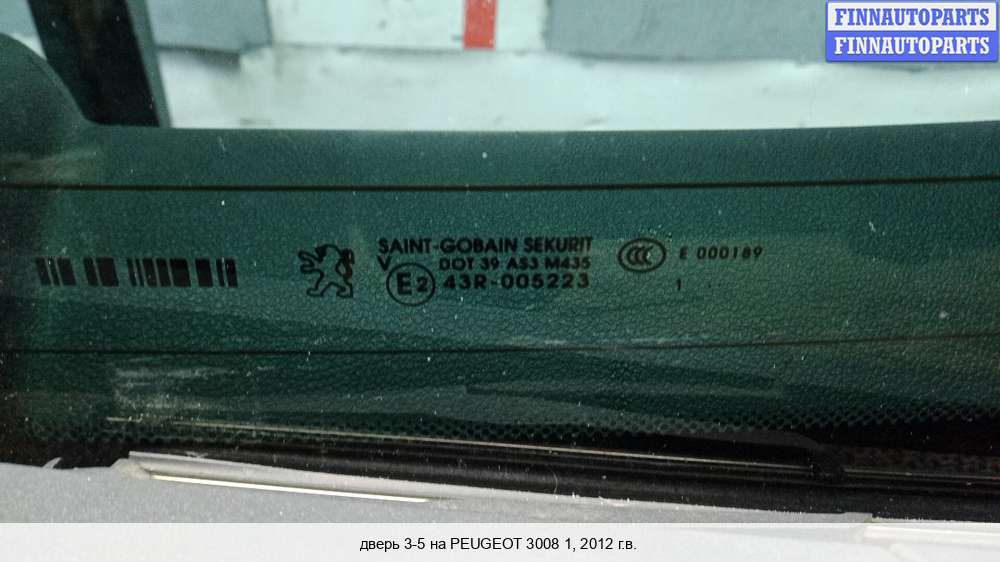 FINNAUTOPARTS
FINNAUTOPARTS
SAINT-GOBAIN SEKURIT
V DOT 39 AS3 M435
E2 43R-005223
CCC E 000189
1 ..
дверь 3-5 на PEUGEOT 3008 1, 2012 г.в.